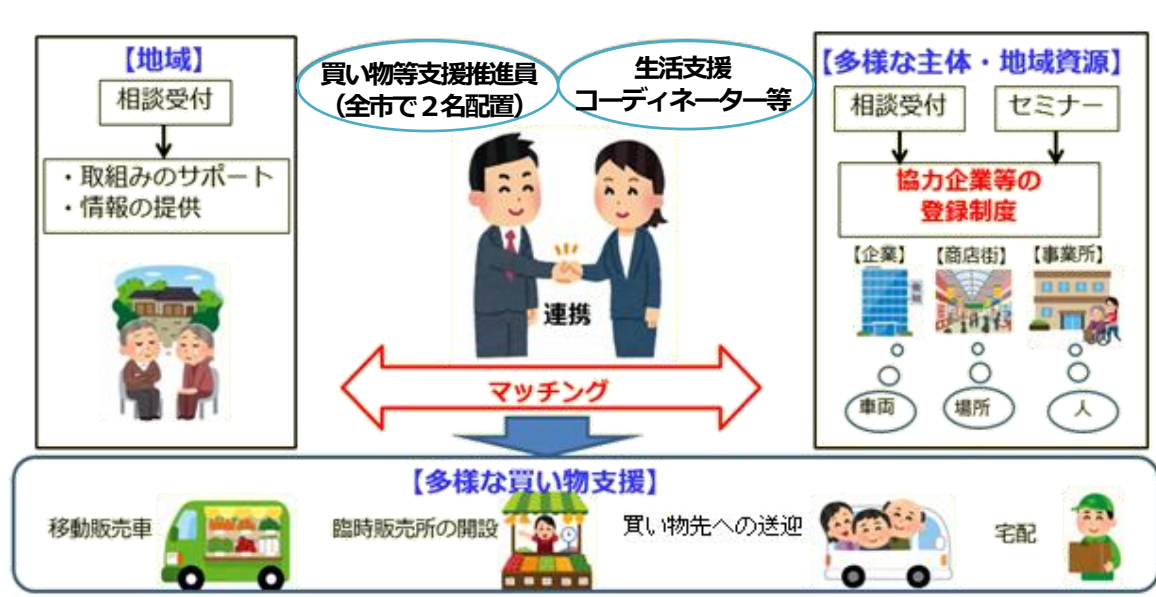 【地域】
相談受付
・取組みのサポート
・情報の提供
買い物等支援推進員
（全市で２名配置）
生活支援
コーディネーター等
連携
マッチング
【多様な主体・地域資源】
相談受付
セミナー
協力企業等の
登録制度
【企業】
【商店街】
【事業所】
車両
場所
人
【多様な買い物支援】
移動販売車
臨時販売所の開設
買い物先への送迎
宅配